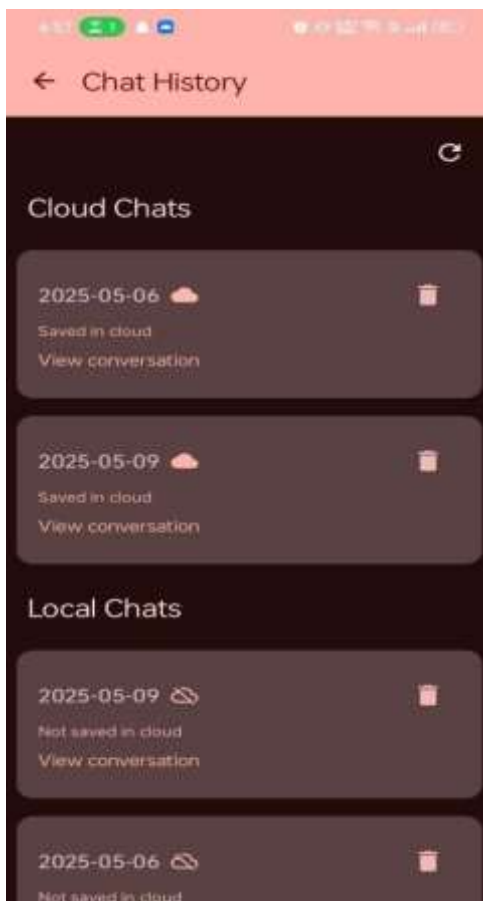 Chat History
Cloud Chats
2025-05-06
Saved in cloud
View conversation
2025-05-09
Saved in cloud
View conversation
Local Chats
2025-05-09
Not saved in cloud
View conversation
2025-05-06
Not saved in cloud